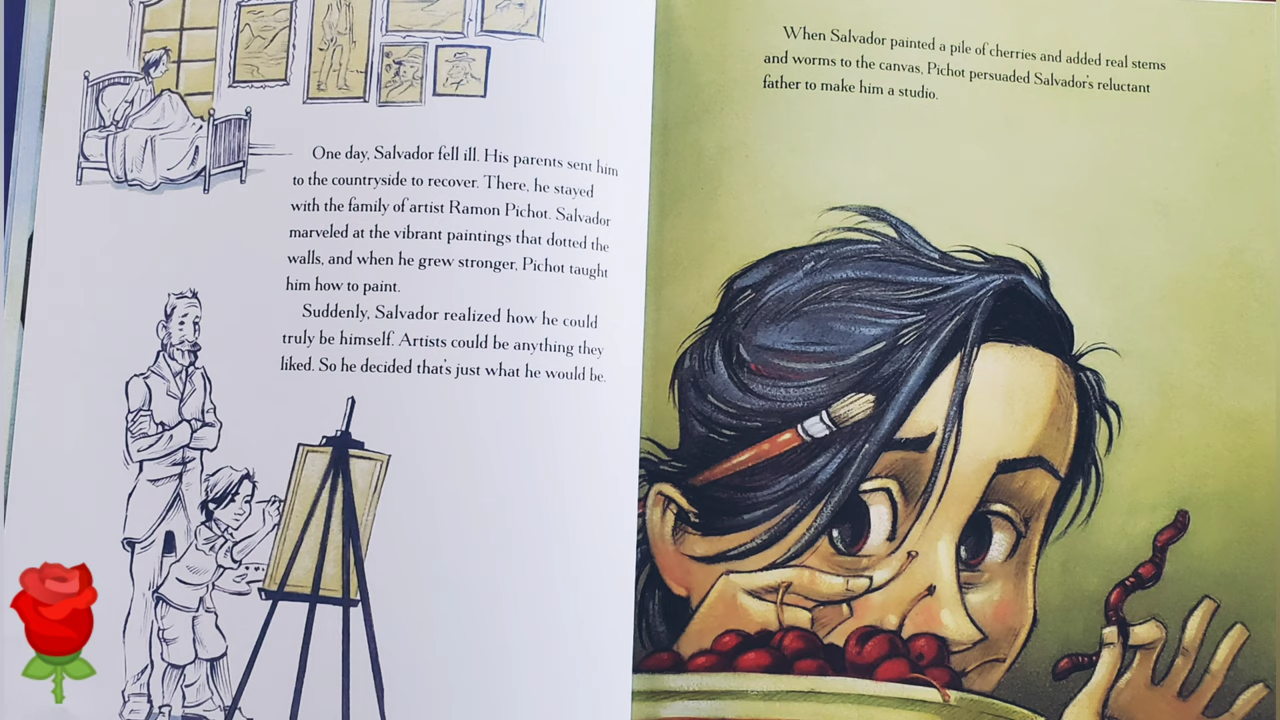 One day, Salvador fell ill. His parents sent him
to the countryside to recover. There, he stayed
with the family of artist Ramon Pichot. Salvador
marveled at the vibrant paintings that dotted the
walls, and when he grew stronger, Pichot taught
him how to paint.
Suddenly, Salvador realized how he could
truly be himself. Artists could be anything they
liked. So he decided that's just what he would be.
When Salvador painted a pile of cherries and added real stems
and worms to the canvas, Pichot persuaded Salvador's reluctant
father to make him a studio.